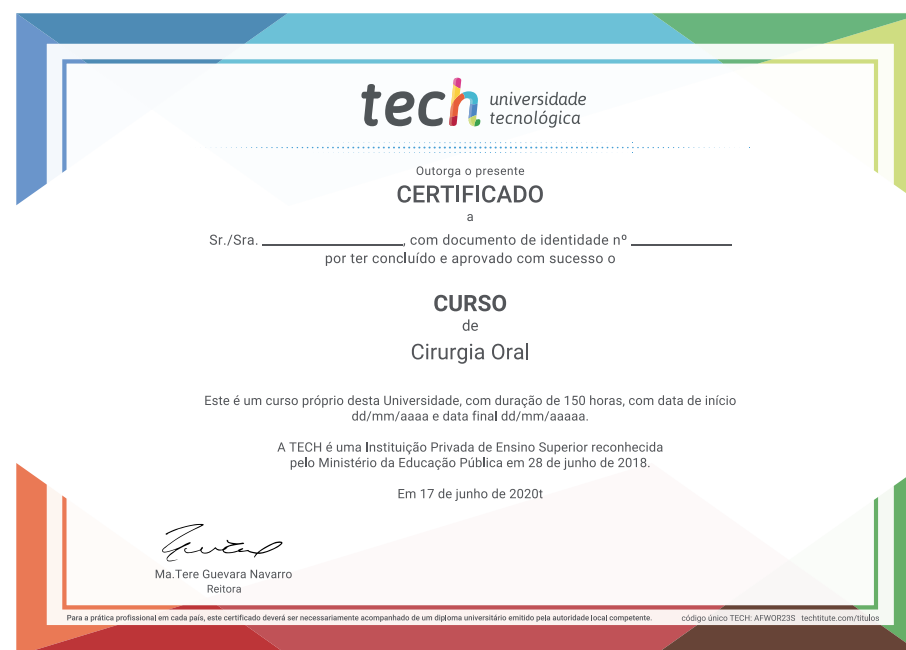 tech universidade
tecnológica
Outorga o presente
CERTIFICADO
a
Sr./Sra. ____________, com documento de identidade nº ____________
por ter concluído e aprovado com sucesso o
CURSO
de
Cirurgia Oral
Este é um curso próprio desta Universidade, com duração de 150 horas, com data de início
dd/mm/aaaa e data final dd/mm/aaaaa.
A TECH é uma Instituição Privada de Ensino Superior reconhecida
pelo Ministério da Educação Pública em 28 de junho de 2018.
Em 17 de junho de 2020t
Ma.Tere Guevara Navarro
Reitora
Para a prática profissional em cada país, este certificado deverá ser necessariamente acompanhado de um diploma universitário emitido pela autoridade local competente. código único TECH: AFWOR23S techtitute.com/titulos